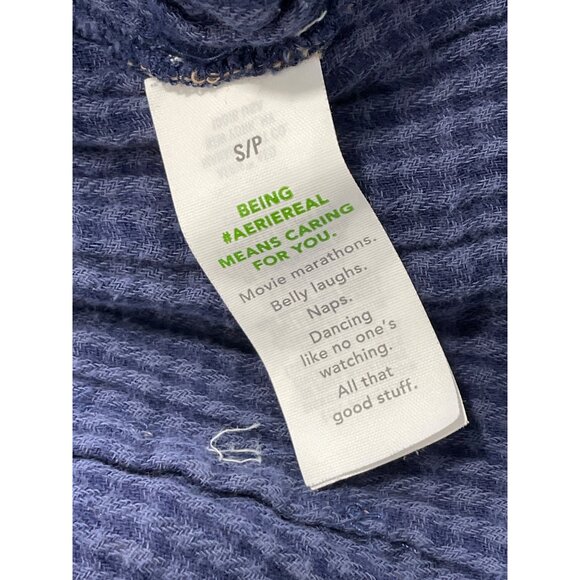 S/P
BEING
#AERIEREAL
MEANS CARING
FOR YOU.
Movie marathons.
Belly laughs.
Naps.
Dancing
like no one's
watching.
All that
good stuff.